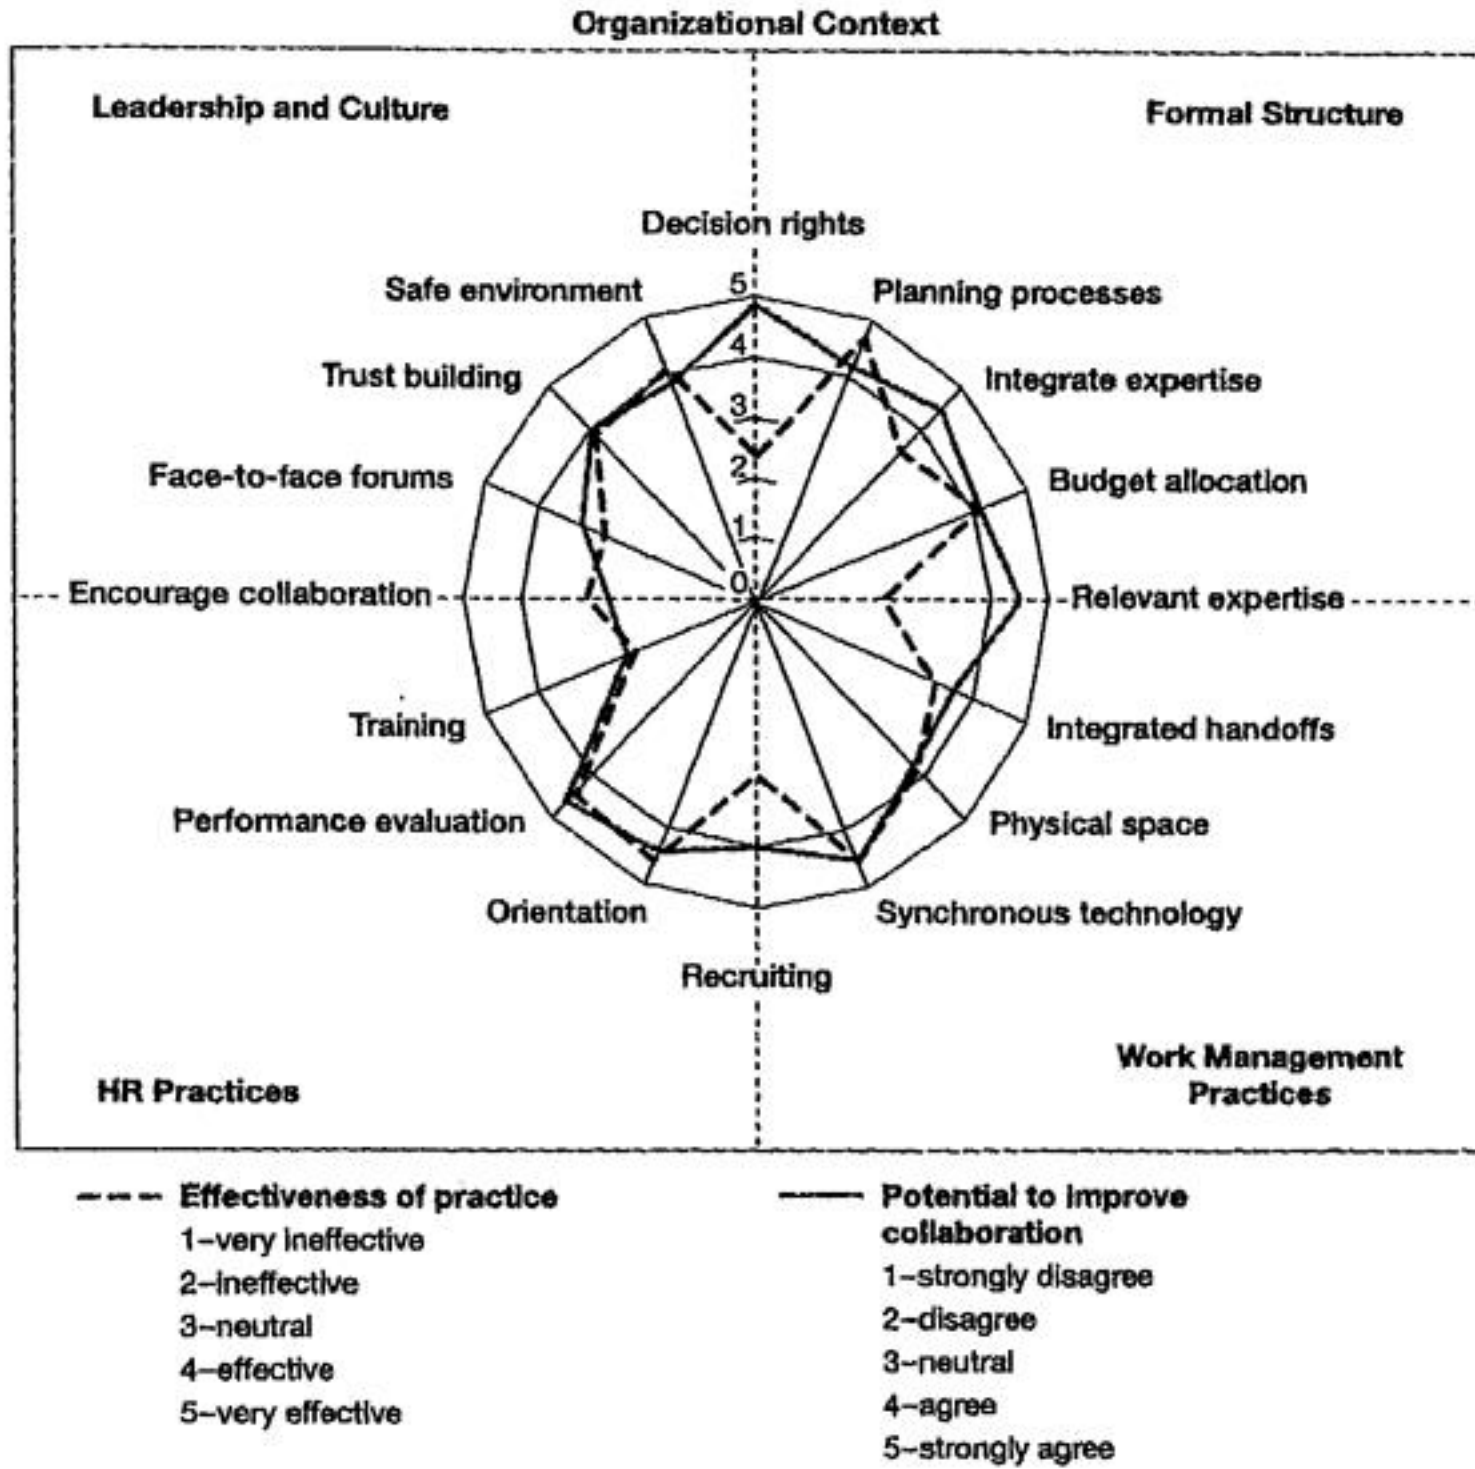 Organizational Context
Leadership and Culture
Formal Structure
Decision rights
Safe environment
5
Planning processes
Trust building
4
Integrate expertise
3
Face-to-face forums
2
Budget allocation
1
0
Encourage collaboration
Relevant expertise
Training
Integrated handoffs
Performance evaluation
Physical space
Orientation
Synchronous technology
Recruiting
HR Practices
Work Management
Practices
Effectiveness of practice
1–very ineffective
2–ineffective
3–neutral
4–effective
5–very effective
Potential to improve
collaboration
1–strongly disagree
2–disagree
3–neutral
4–agree
5–strongly agree